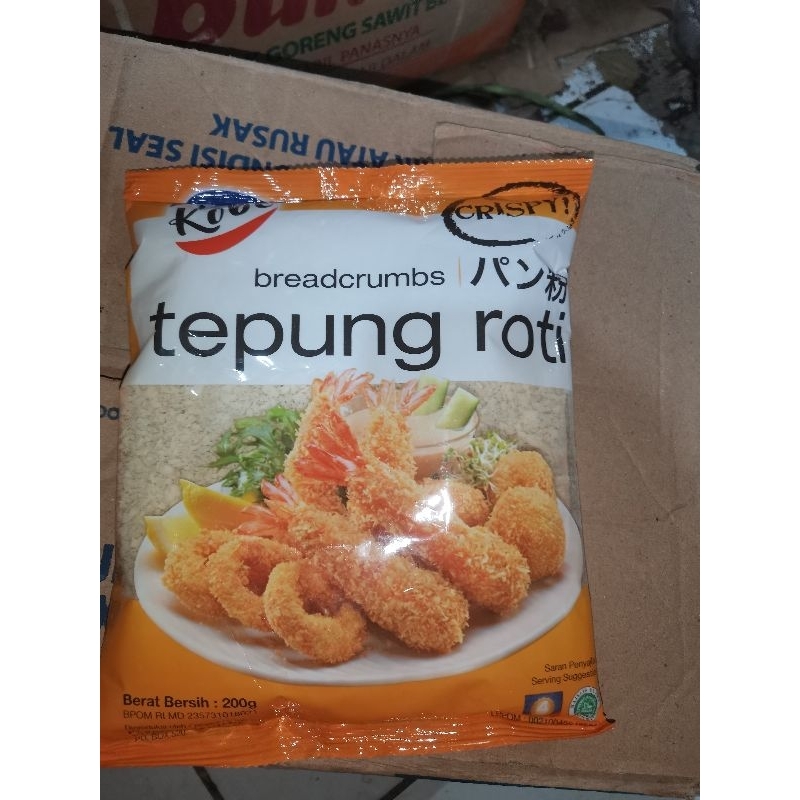 GORENG SAWIT
PANASNYA
ATAU RUSAK
SEAL
Kobe
CRISPY!
breadcrumbs | パン粉
tepung roti
Saran Penyajian
Serving Suggestion
Berat Bersih : 200g
BPOM RI MD